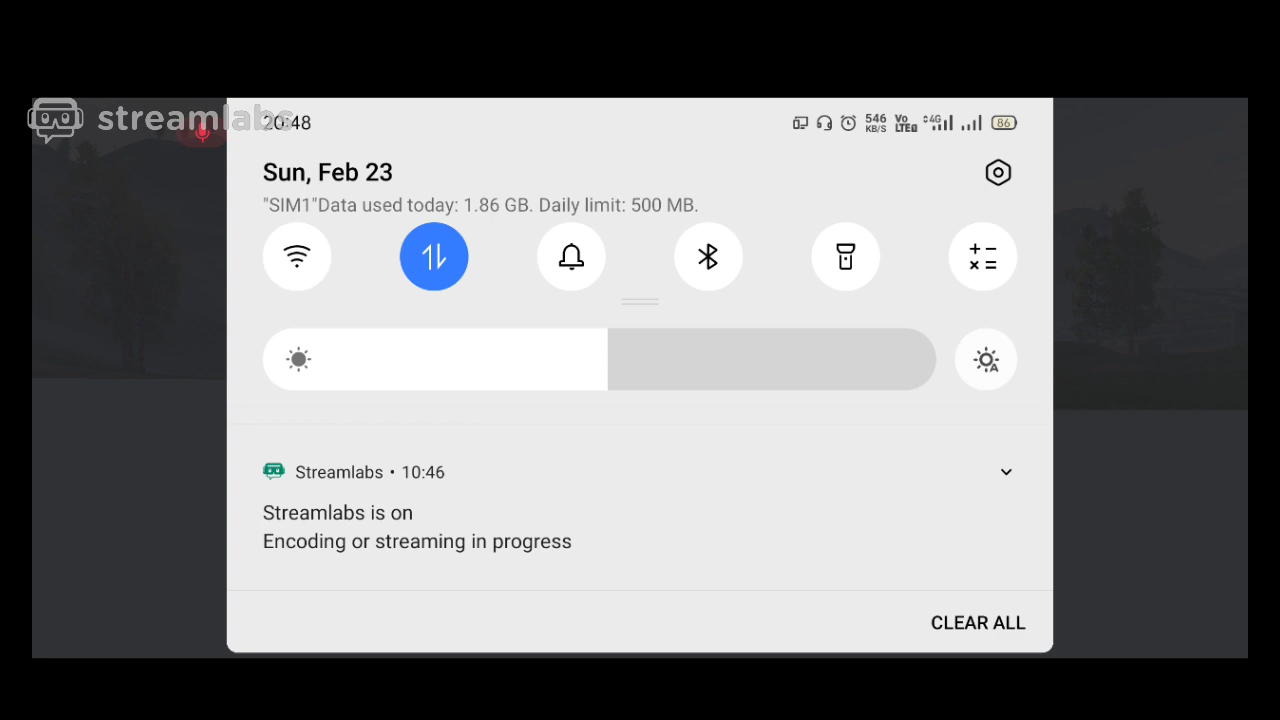 streamlabs
20:48
546 KB/S
Vo LTE
4G
86
Sun, Feb 23
"SIM1"Data used today: 1.86 GB. Daily limit: 500 MB.
A
Streamlabs • 10:46
Streamlabs is on
Encoding or streaming in progress
CLEAR ALL